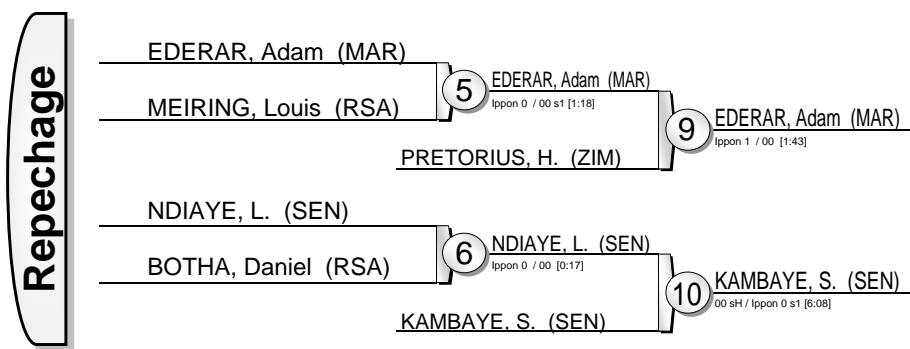 Repechage
EDERAR, Adam (MAR)
MEIRING, Louis (RSA)
5
EDERAR, Adam (MAR)
Ippon 0 / 00 s1 [1:18]
PRETORIUS, H. (ZIM)
9
EDERAR, Adam (MAR)
Ippon 1 / 00 [1:43]
NDIAYE, L. (SEN)
BOTHA, Daniel (RSA)
6
NDIAYE, L. (SEN)
Ippon 0 / 00 [0:17]
KAMBAYE, S. (SEN)
10
KAMBAYE, S. (SEN)
00 sH / Ippon 0 s1 [6:08]